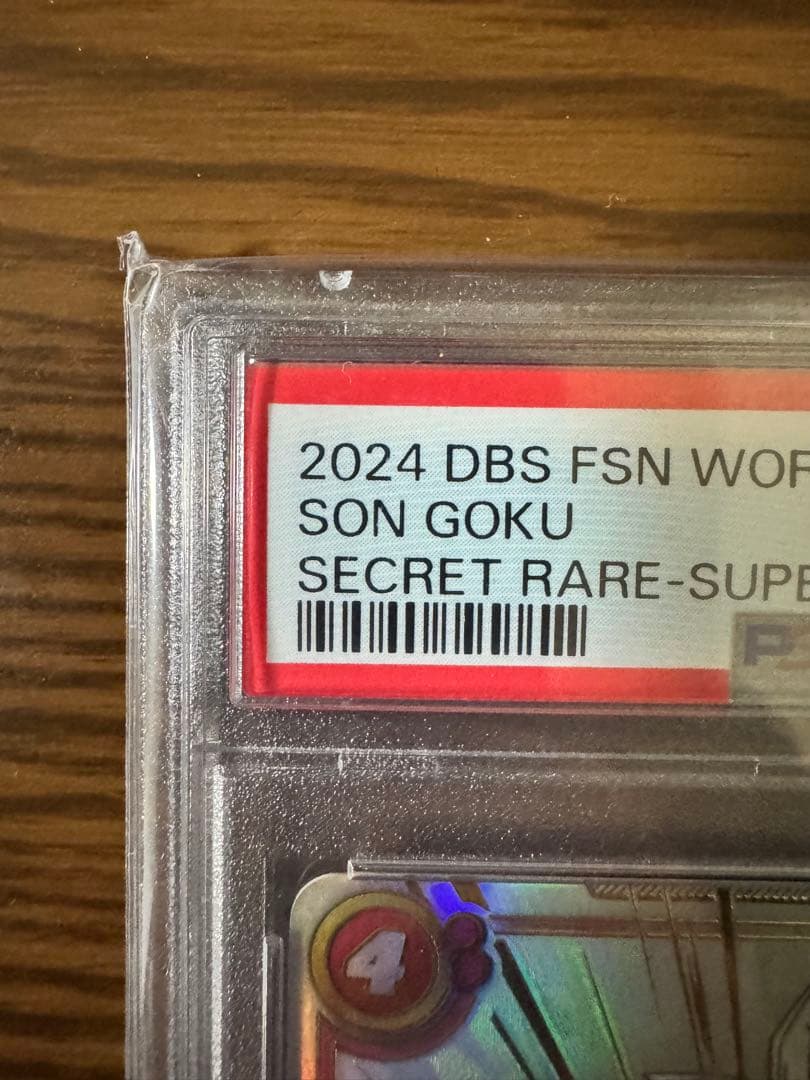 2024 DBS FSN WOR
SON GOKU
SECRET RARE-SUPE
4